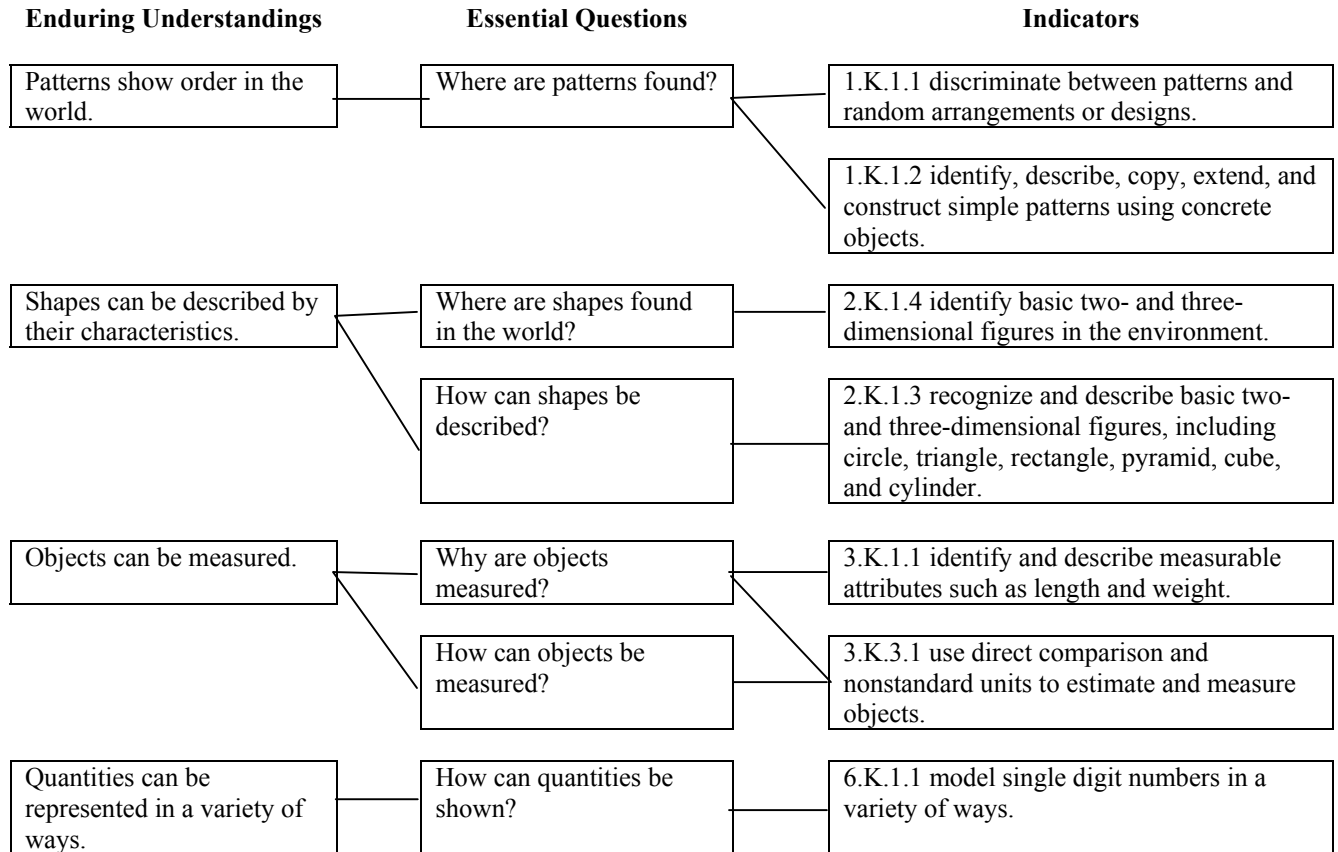 Enduring Understandings
Essential Questions
Indicators
Patterns show order in the
world.
Where are patterns found?
1.K.1.1 discriminate between patterns and
random arrangements or designs.
1.K.1.2 identify, describe, copy, extend, and
construct simple patterns using concrete
objects.
Shapes can be described by
their characteristics.
Where are shapes found
in the world?
2.K.1.4 identify basic two- and three-
dimensional figures in the environment.
How can shapes be
described?
2.K.1.3 recognize and describe basic two-
and three-dimensional figures, including
circle, triangle, rectangle, pyramid, cube,
and cylinder.
Objects can be measured.
Why are objects
measured?
3.K.1.1 identify and describe measurable
attributes such as length and weight.
How can objects be
measured?
3.K.3.1 use direct comparison and
nonstandard units to estimate and measure
objects.
Quantities can be
represented in a variety of
ways.
How can quantities be
shown?
6.K.1.1 model single digit numbers in a
variety of ways.